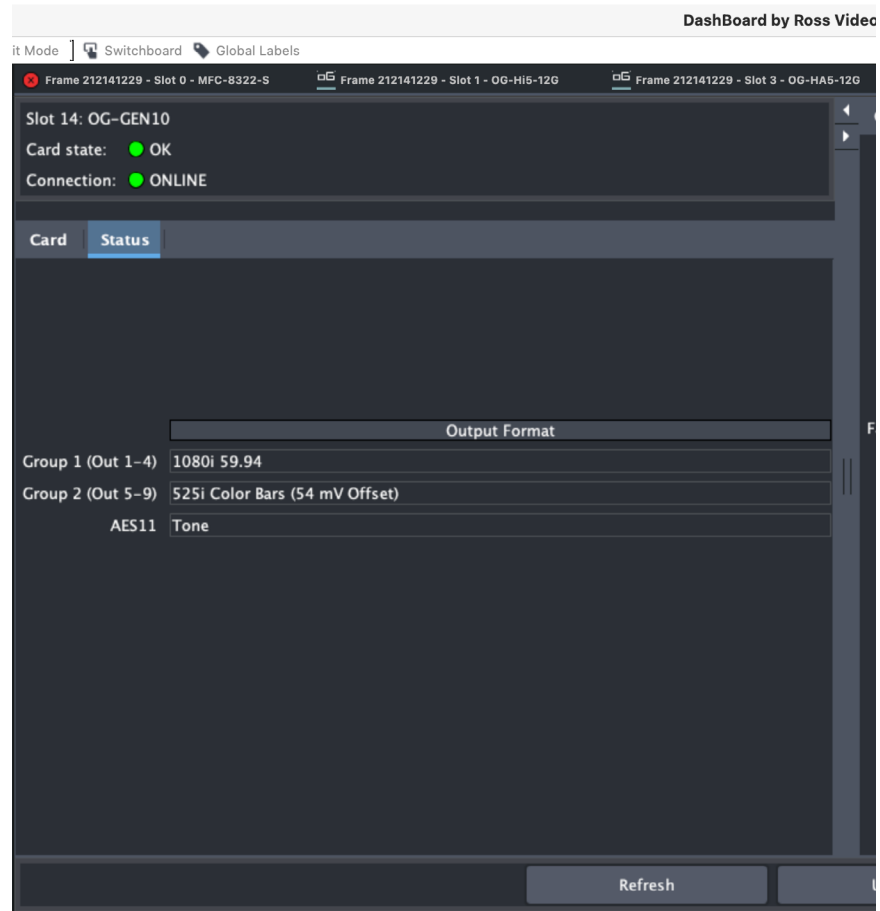 DashBoard by Ross Video
it Mode ] Switchboard Global Labels
Frame 212141229 - Slot 0 - MFC-8322-S oG Frame 212141229 - Slot 1 - OG-Hi5-12G oG Frame 212141229 - Slot 3 - OG-HA5-12G
Slot 14: OG-GEN10
Card state: OK
Connection: ONLINE
Card Status
Output Format
Group 1 (Out 1-4) 1080i 59.94
Group 2 (Out 5-9) 525i Color Bars (54 mV Offset)
AES11 Tone
Refresh